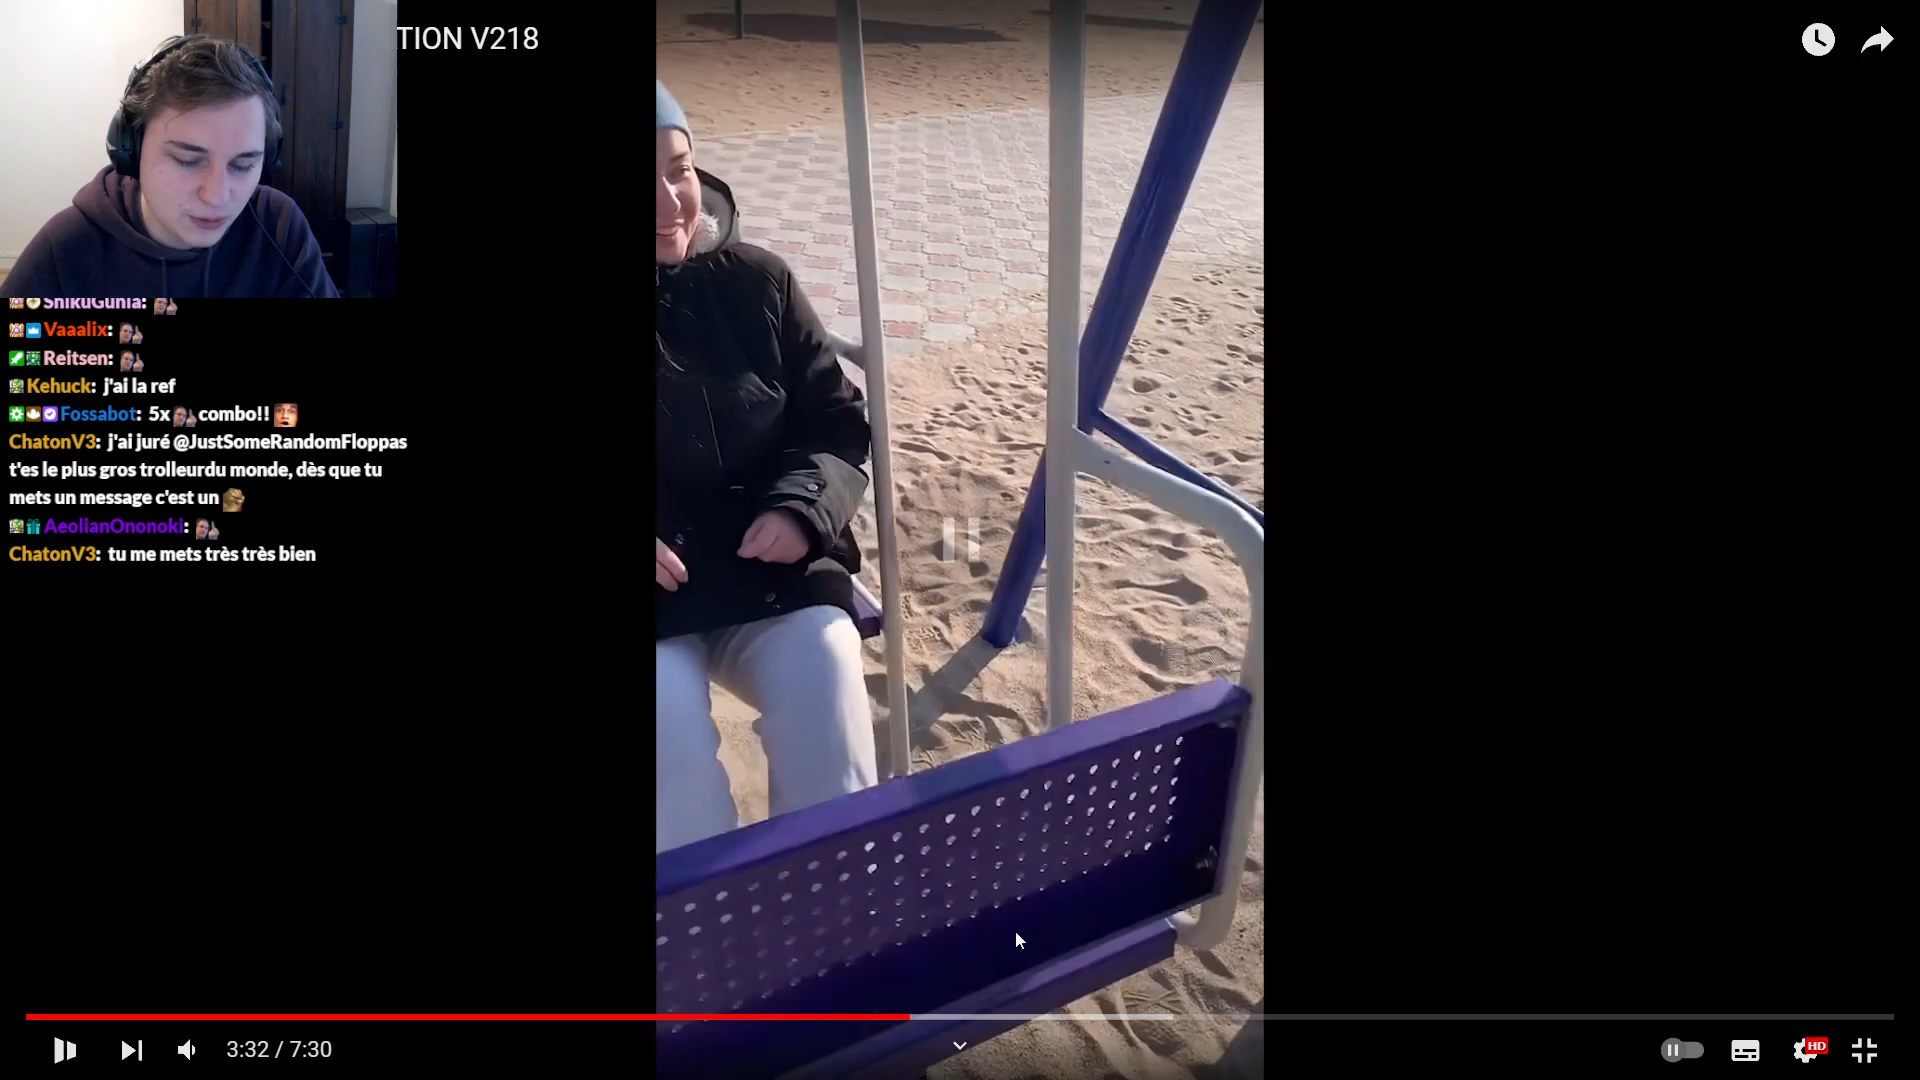 TION V218
ShikuGunla:
Vaaalix:
Reitsen:
Kehuck: j'ai la ref
Fossabot: 5x combo!!
ChatonV3: j'ai juré @JustSomeRandomFloppas
t'es le plus gros trolleurdu monde, dès que tu
mets un message c'est un
AeolianOnonoki:
ChatonV3: tu me mets très très bien
3:32 / 7:30
HD